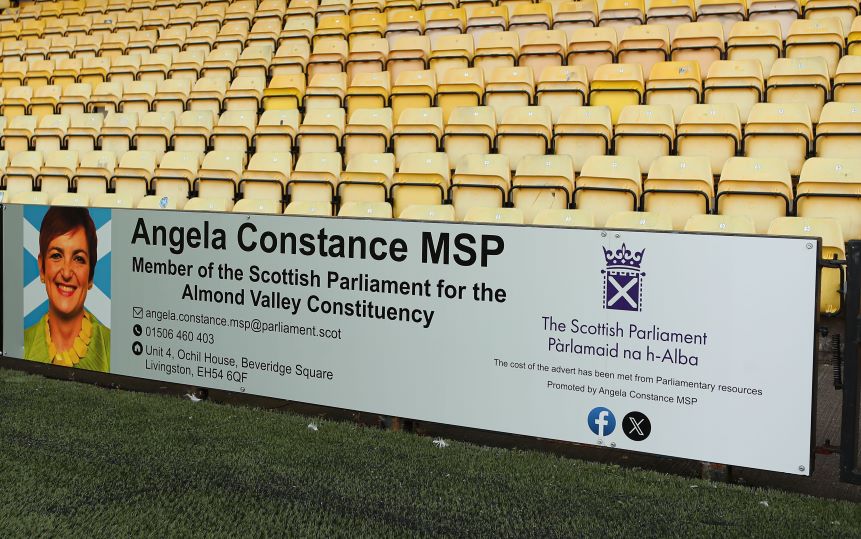 Angela Constance MSP
Member of the Scottish Parliament for the
Almond Valley Constituency
angela.constance.msp@parliament.scot
01506 460 403
Unit 4, Ochil House, Beveridge Square
Livingston, EH54 6QF
The Scottish Parliament
Pàrlamaid na h-Alba
The cost of the advert has been met from Parliamentary resources
Promoted by Angela Constance MSP